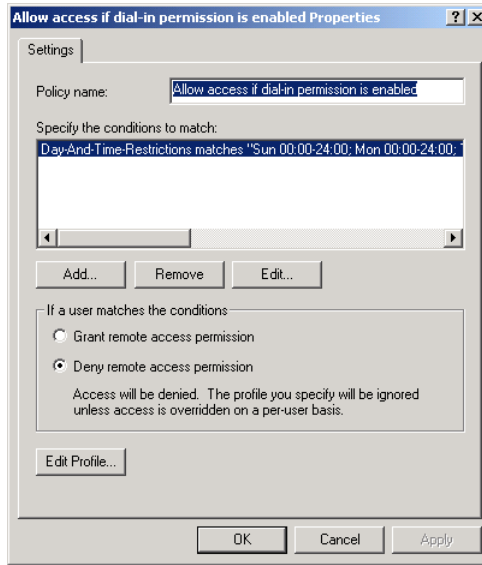 Allow access if dial-in permission is enabled Properties
Settings
Policy name: Allow access if dial-in permission is enabled
Specify the conditions to match:
Day-And-Time-Restrictions matches "Sun 00:00-24:00; Mon 00:00-24:00;
Add... Remove Edit...
If a user matches the conditions
Grant remote access permission
Deny remote access permission
Access will be denied. The profile you specify will be ignored
unless access is overridden on a per-user basis.
Edit Profile...
OK Cancel Apply